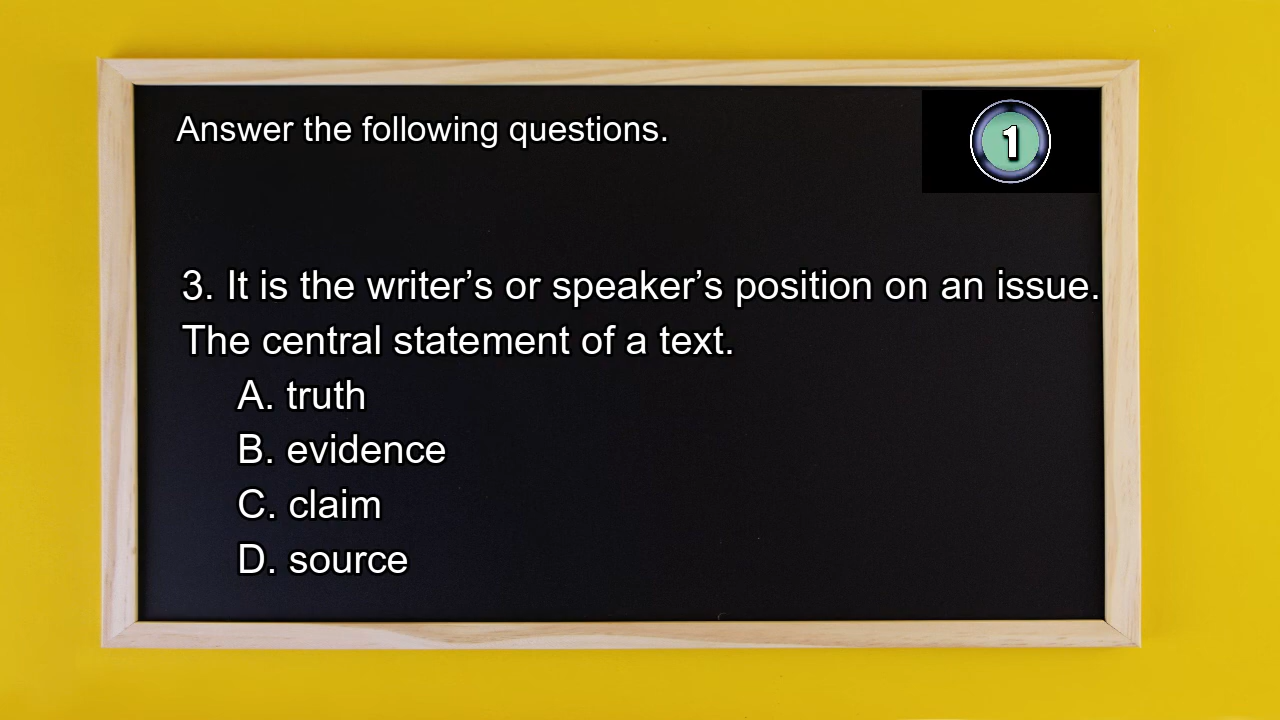 Answer the following questions.
1
3. It is the writer’s or speaker’s position on an issue.
The central statement of a text.
A. truth
B. evidence
C. claim
D. source